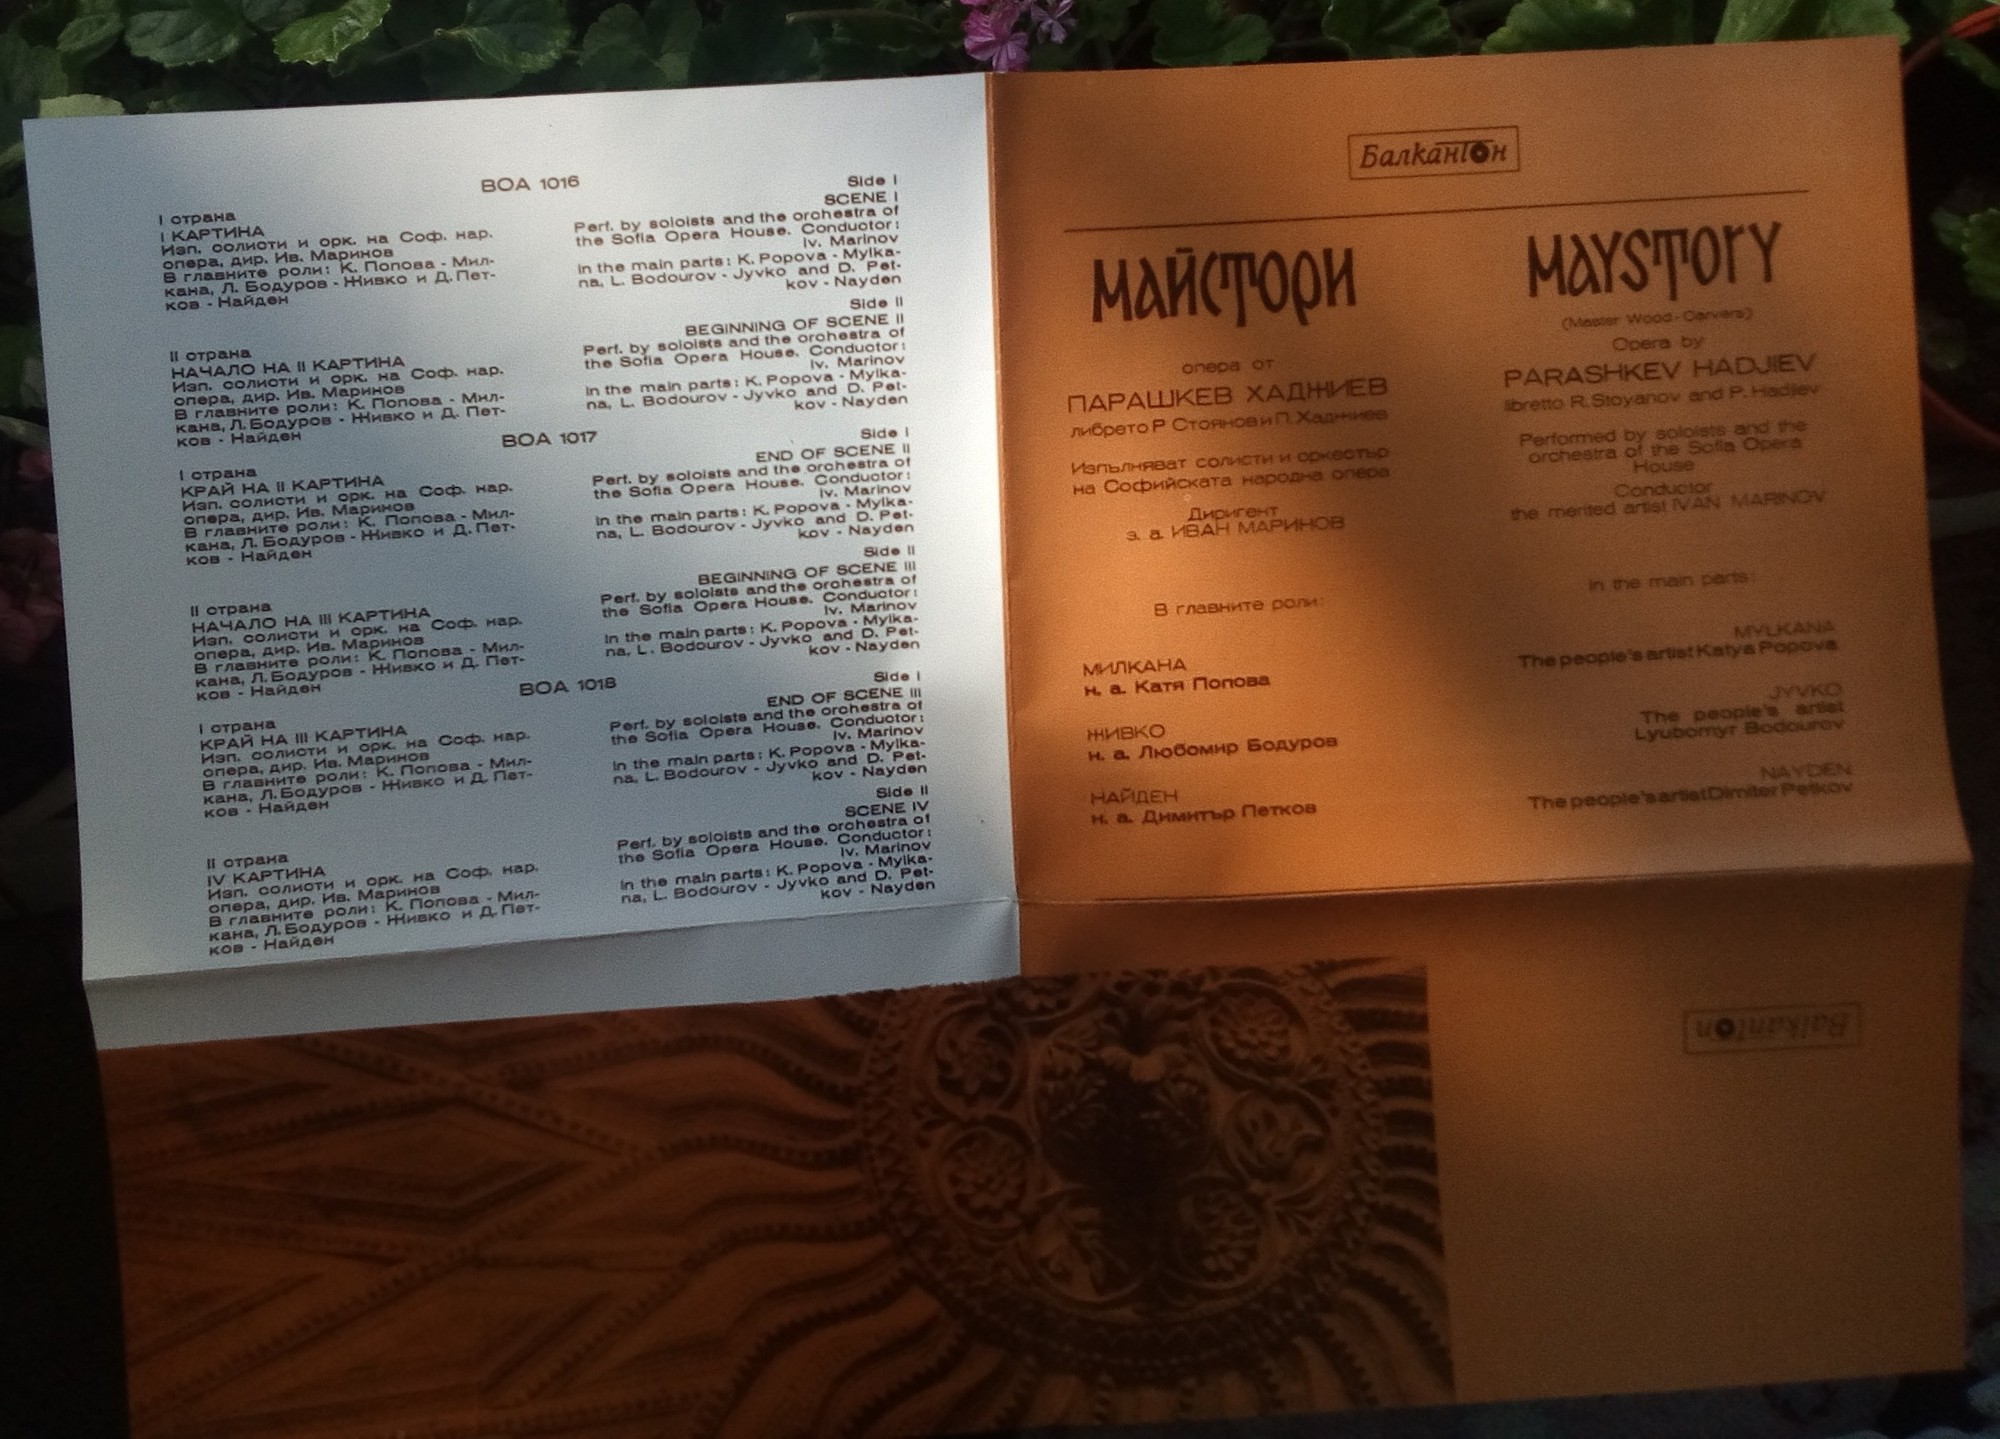 BOA 1016
I страна
I КАРТИНА
Изп. солисти и орк. на Соф. нар.
опера, дир. Ив. Маринов
В главните роли: К. Попова - Мил-
кана, Л. Бодуров - Живко и Д. Пет-
ков - Найден
Side I
SCENE I
Perf. by soloists and the orchestra of
the Sofia Opera House. Conductor:
Iv. Marinov
In the main parts: K. Popova - Mylka-
na, L. Bodourov - Jyvko and D. Pet-
kov - Nayden
II страна
НАЧАЛО НА II КАРТИНА
Изп. солисти и орк. на Соф. нар.
опера, дир. Ив. Маринов
В главните роли: К. Попова - Мил-
кана, Л. Бодуров - Живко и Д. Пет-
ков - Найден
Side II
BEGINNING OF SCENE II
Perf. by soloists and the orchestra of
the Sofia Opera House. Conductor:
Iv. Marinov
In the main parts: K. Popova - Mylka-
na, L. Bodourov - Jyvko and D. Pet-
kov - Nayden
BOA 1017
I страна
КРАЙ НА II КАРТИНА
Изп. солисти и орк. на Соф. нар.
опера, дир. Ив. Маринов
В главните роли: К. Попова - Мил-
кана, Л. Бодуров - Живко и Д. Пет-
ков - Найден
Side I
END OF SCENE II
Perf. by soloists and the orchestra of
the Sofia Opera House. Conductor:
Iv. Marinov
In the main parts: K. Popova - Mylka-
na, L. Bodourov - Jyvko and D. Pet-
kov - Nayden
II страна
НАЧАЛО НА III КАРТИНА
Изп. солисти и орк. на Соф. нар.
опера, дир. Ив. Маринов
В главните роли: К. Попова - Мил-
кана, Л. Бодуров - Живко и Д. Пет-
ков - Найден
Side II
BEGINNING OF SCENE III
Perf. by soloists and the orchestra of
the Sofia Opera House. Conductor:
Iv. Marinov
In the main parts: K. Popova - Mylka-
na, L. Bodourov - Jyvko and D. Pet-
kov - Nayden
BOA 1018
I страна
КРАЙ НА III КАРТИНА
Изп. солисти и орк. на Соф. нар.
опера, дир. Ив. Маринов
В главните роли: К. Попова - Мил-
кана, Л. Бодуров - Живко и Д. Пет-
ков - Найден
Side I
END OF SCENE III
Perf. by soloists and the orchestra of
the Sofia Opera House. Conductor:
Iv. Marinov
In the main parts: K. Popova - Mylka-
na, L. Bodourov - Jyvko and D. Pet-
kov - Nayden
II страна
IV КАРТИНА
Изп. солисти и орк. на Соф. нар.
опера, дир. Ив. Маринов
В главните роли: К. Попова - Мил-
кана, Л. Бодуров - Живко и Д. Пет-
ков - Найден
Side II
SCENE IV
Perf. by soloists and the orchestra of
the Sofia Opera House. Conductor:
Iv. Marinov
In the main parts: K. Popova - Mylka-
na, L. Bodourov - Jyvko and D. Pet-
kov - Nayden
Балкантон
МАЙСТОРИ
опера от
ПАРАШКЕВ ХАДЖИЕВ
либрето Р. Стоянов и П. Хаджиев
Изпълняват солисти и оркестър
на Софийската народна опера
Диригент
з. а. ИВАН МАРИНОВ
В главните роли:
МИЛКАНА
н. а. Катя Попова
ЖИВКО
н. а. Любомир Бодуров
НАЙДЕН
н. а. Димитър Петков
MAYSTORY
(Master Wood-Carvers)
Opera by
PARASHKEV HADJIEV
libretto R. Stoyanov and P. Hadjiev
Performed by soloists and the
orchestra of the Sofia Opera
House
Conductor
the merited artist IVAN MARINOV
In the main parts:
MYLKANA
The people's artist Katya Popova
JYVKO
The people's artist
Lyubomyr Bodourov
NAYDEN
The people's artist Dimiter Petkov
Balkanton